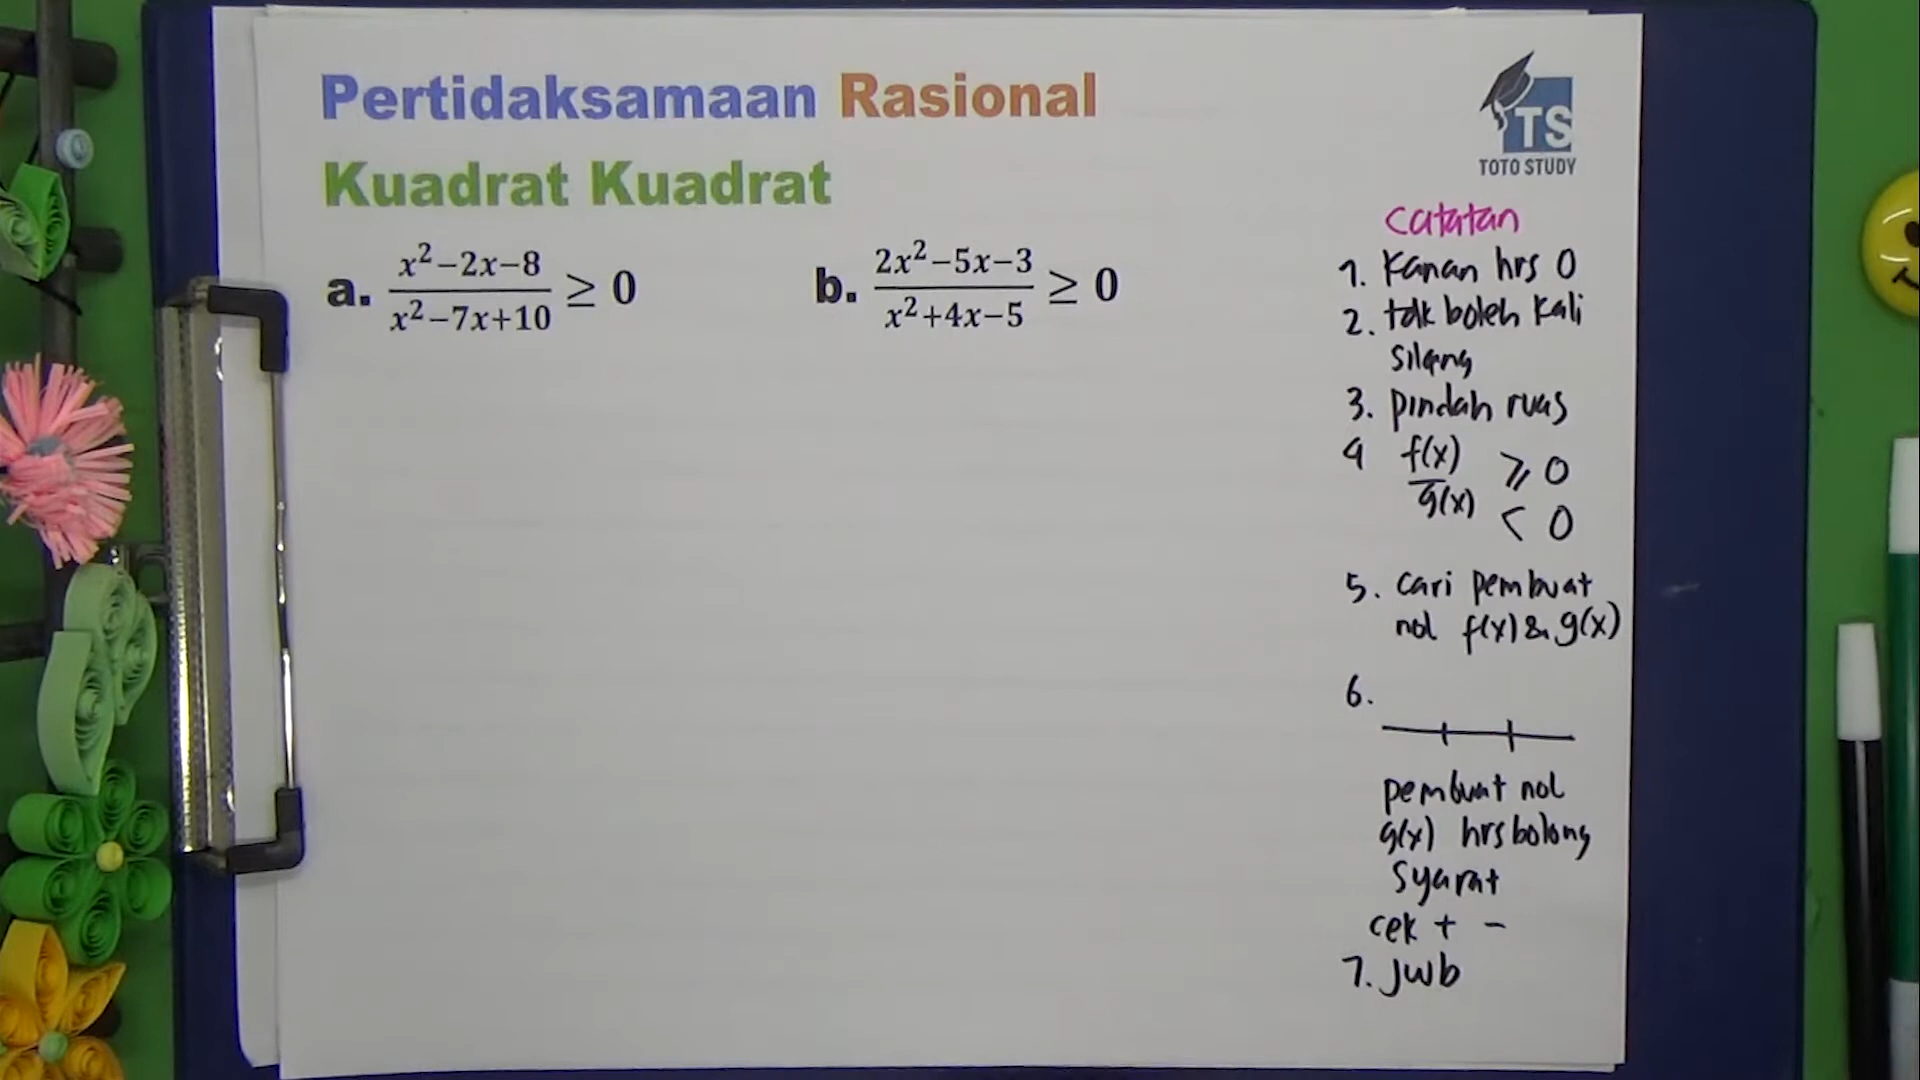 Pertidaksamaan Rasional
Kuadrat Kuadrat
TS
TOTO STUDY
a. x²−2x−8 / x²−7x+10 ≥ 0
b. 2x²−5x−3 / x²+4x−5 ≥ 0
catatan
1. Kanan hrs 0
2. tdk boleh kali
silang
3. pindah ruas
4 f(x) / g(x) ⩾ 0
< 0
5. cari pembuat
nol f(x) & g(x)
6.
pembuat nol
g(x) hrs bolong
syarat
cek + −
7. jwb